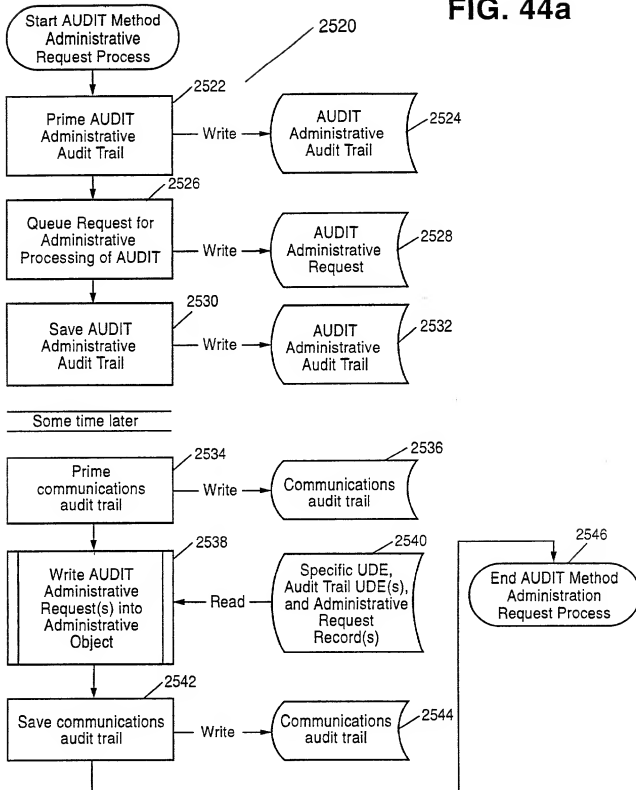 FIG. 44a
Start AUDIT Method
Administrative
Request Process
2520
2522
Prime AUDIT
Administrative
Audit Trail
Write
AUDIT
Administrative
Audit Trail
2524
2526
Queue Request for
Administrative
Processing of AUDIT
Write
AUDIT
Administrative
Request
2528
2530
Save AUDIT
Administrative
Audit Trail
Write
AUDIT
Administrative
Audit Trail
2532
Some time later
2534
Prime
communications
audit trail
Write
2536
Communications
audit trail
2538
Write AUDIT
Administrative
Request(s) into
Administrative
Object
Read
2540
Specific UDE,
Audit Trail UDE(s),
and Administrative
Request
Record(s)
2546
End AUDIT Method
Administration
Request Process
2542
Save communications
audit trail
Write
Communications
audit trail
2544